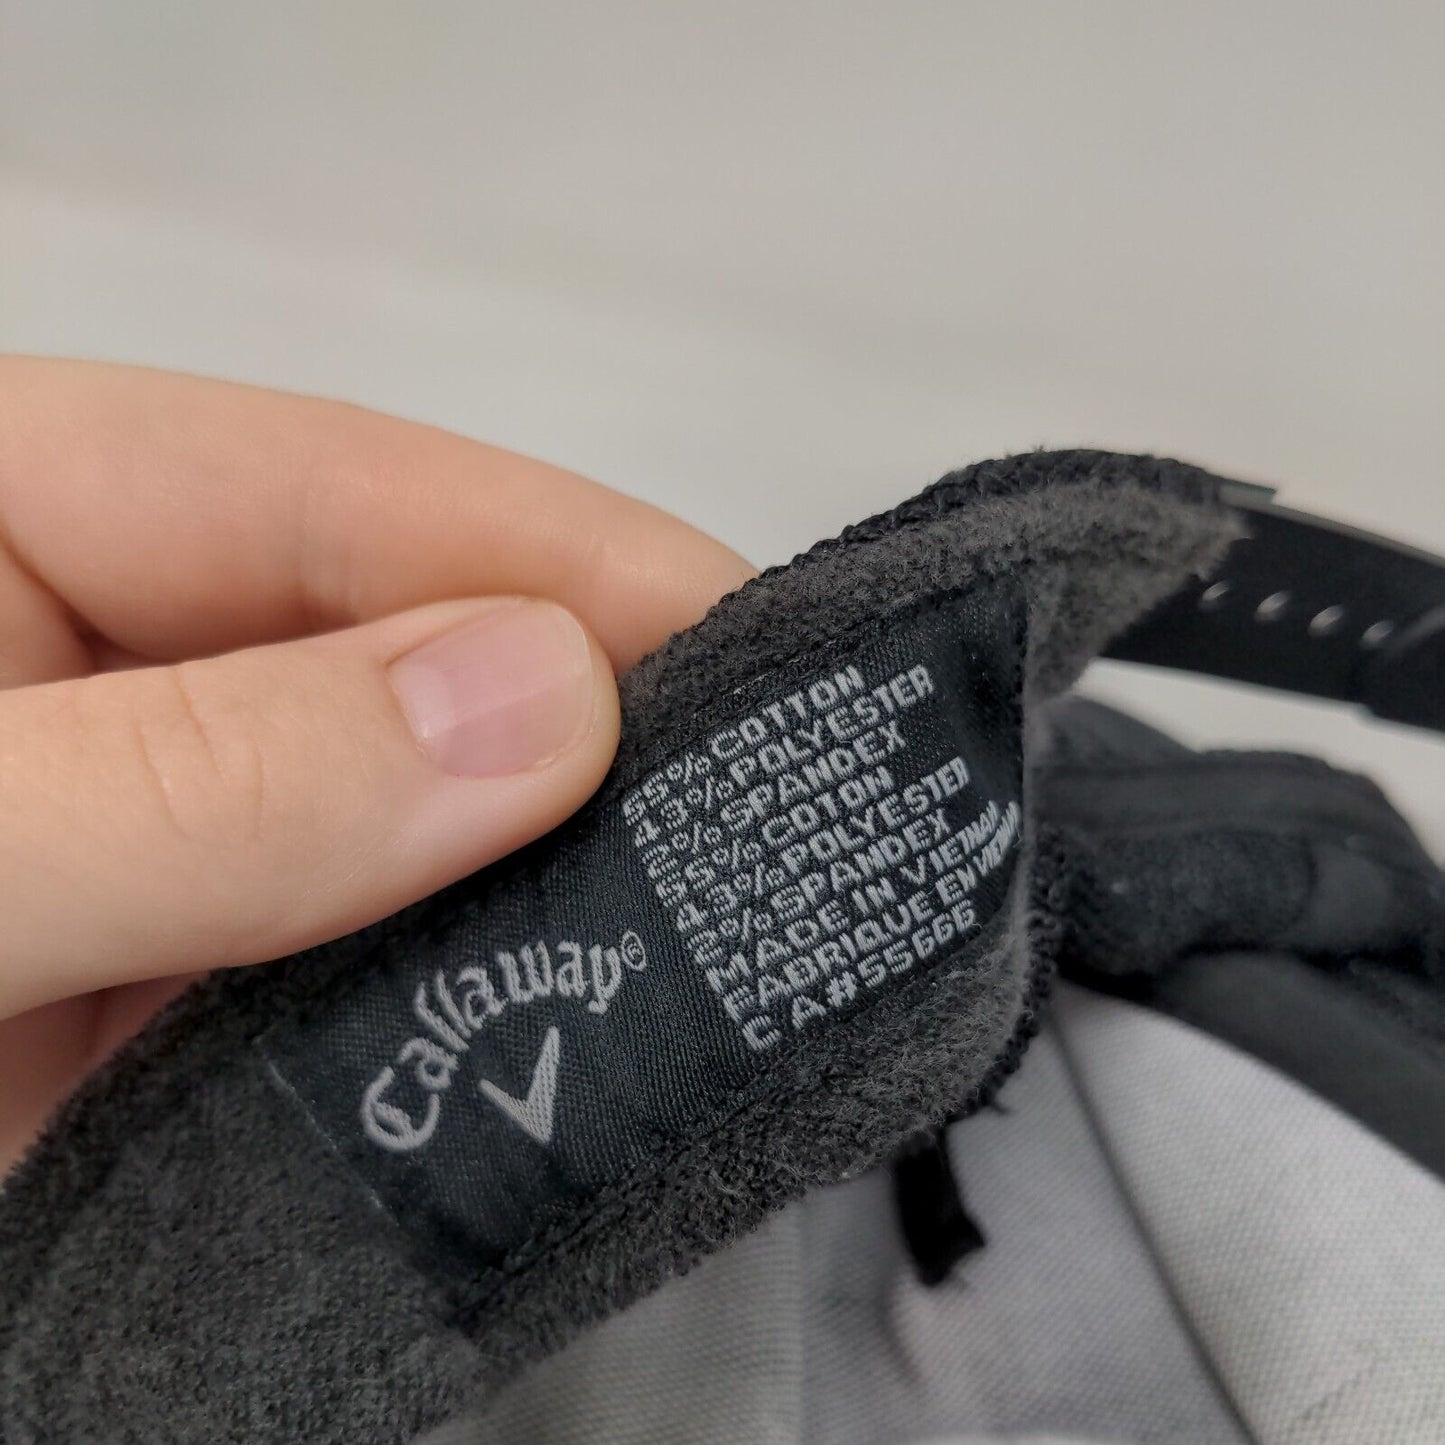 Callaway®
55% COTTON
43% POLYESTER
2% SPANDEX
55% COTON
43% POLYESTER
2% SPANDEX
MADE IN VIETNAM
FABRIQUE EN VIETNAM
CA#55666